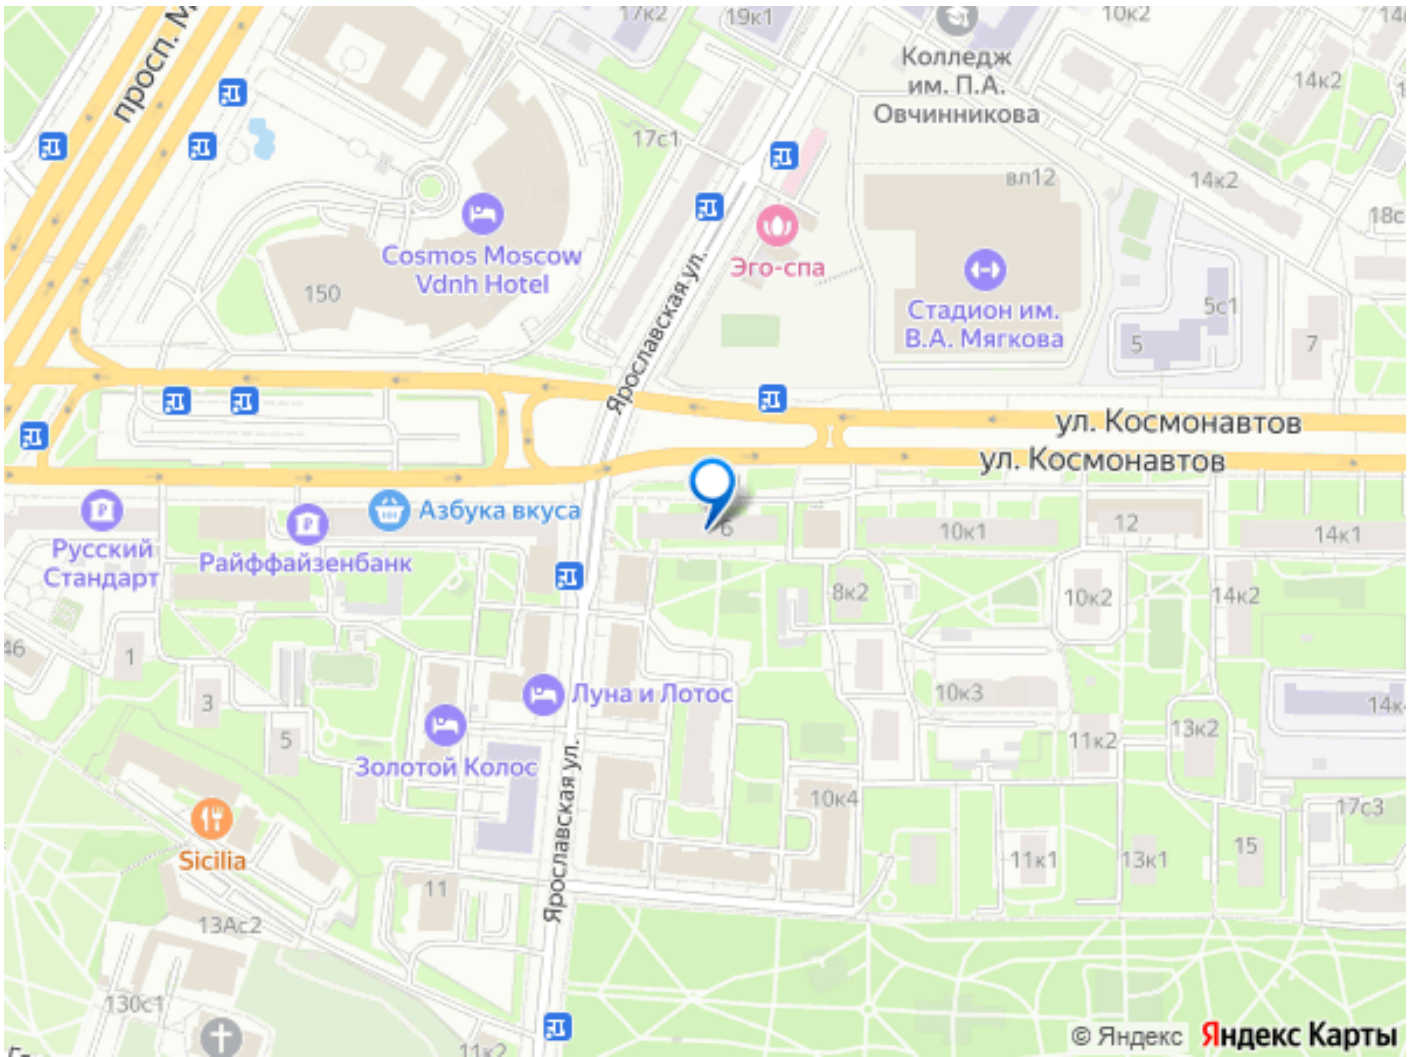 17к2
19к1
10к2
просп. М
Колледж
им. П.А.
Овчинникова
14к2
17с1
вл12
14к2
18с
Cosmos Moscow
Vdnh Hotel
150
Эго-спа
Ярославская ул.
Стадион им.
В.А. Мягкова
5с1
5
7
ул. Космонавтов
ул. Космонавтов
Азбука вкуса
Русский
Стандарт
Райффайзенбанк
6
10к1
12
14к1
8к2
10к2
14к2
46
1
3
5
Луна и Лотос
Золотой Колос
10к3
11к2
13к2
14к
10к4
17с3
Sicilia
Ярославская ул.
11
11к1
13к1
15
13Ас2
130с1
11к2
© Яндекс Яндекс Карты